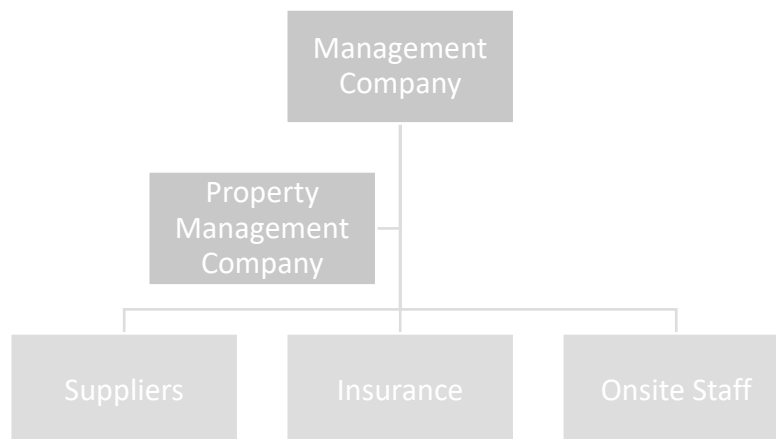 Management
Company
Property
Management
Company
Suppliers
Insurance
Onsite Staff